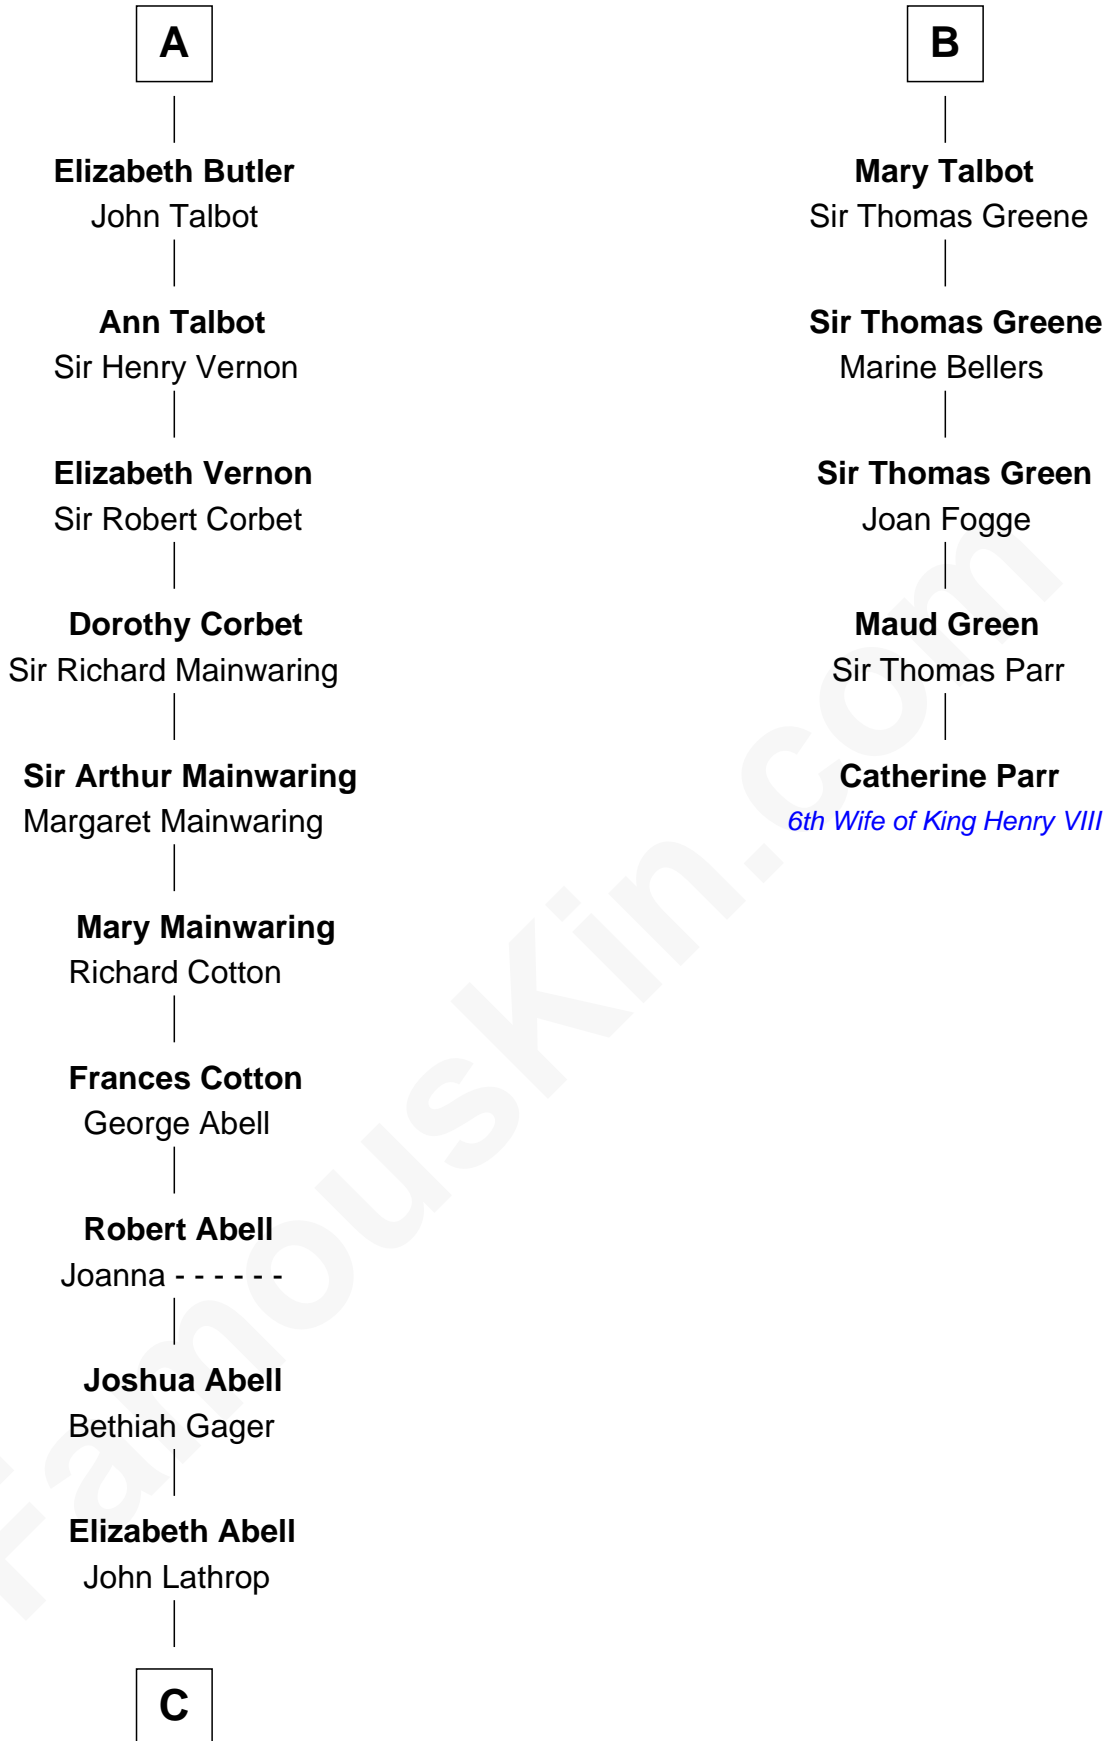 A
Elizabeth Butler
John Talbot
Ann Talbot
Sir Henry Vernon
Elizabeth Vernon
Sir Robert Corbet
Dorothy Corbet
Sir Richard Mainwaring
Sir Arthur Mainwaring
Margaret Mainwaring
Mary Mainwaring
Richard Cotton
Frances Cotton
George Abell
Robert Abell
Joanna - - - - - -
Joshua Abell
Bethiah Gager
Elizabeth Abell
John Lathrop
C
B
Mary Talbot
Sir Thomas Greene
Sir Thomas Greene
Marine Bellers
Sir Thomas Green
Joan Fogge
Maud Green
Sir Thomas Parr
Catherine Parr
6th Wife of King Henry VIII
FamousKin.com